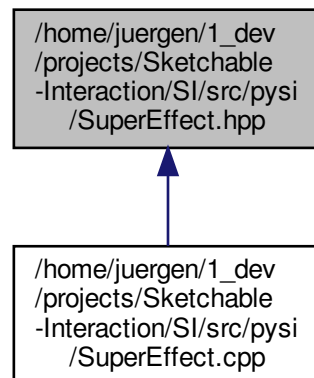 /home/juergen/1_dev
/projects/Sketchable
-Interaction/SI/src/pysi
/SuperEffect.hpp
/home/juergen/1_dev
/projects/Sketchable
-Interaction/SI/src/pysi
/SuperEffect.cpp